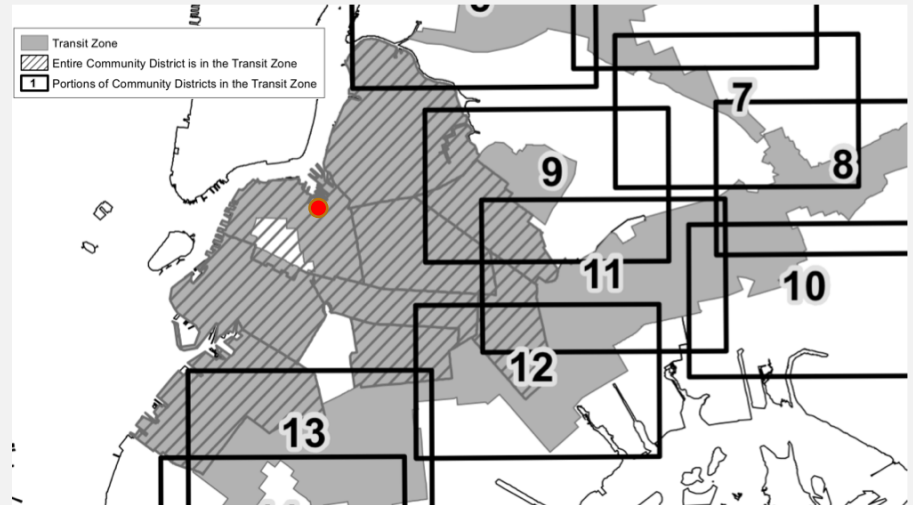 Transit Zone
Entire Community District is in the Transit Zone
1 Portions of Community Districts in the Transit Zone
7
8
9
11
10
12
13